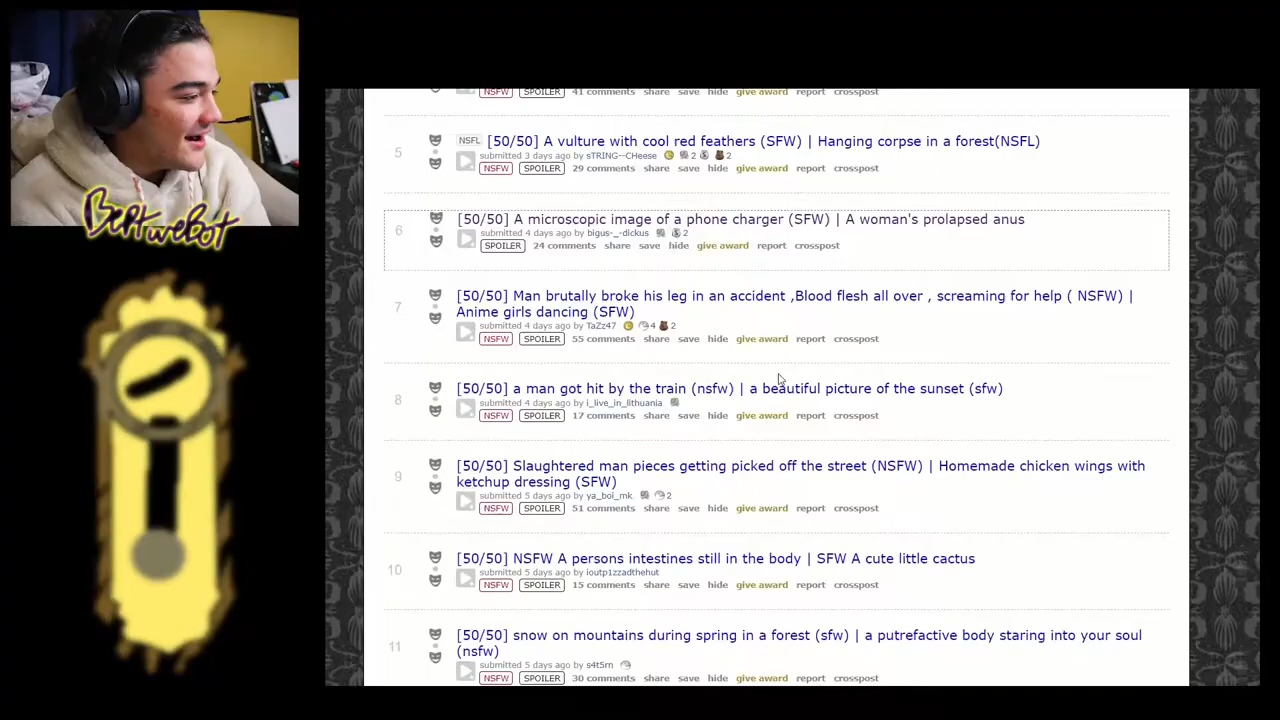 Bertwebot
NSFW SPOILER 41 comments share save hide give award report crosspost
5
NSFL [50/50] A vulture with cool red feathers (SFW) | Hanging corpse in a forest(NSFL)
submitted 3 days ago by sTRING--CHeese 2 2
NSFW SPOILER 29 comments share save hide give award report crosspost
6
[50/50] A microscopic image of a phone charger (SFW) | A woman's prolapsed anus
submitted 4 days ago by bigus-_-dickus 2
SPOILER 24 comments share save hide give award report crosspost
7
[50/50] Man brutally broke his leg in an accident ,Blood flesh all over , screaming for help ( NSFW) |
Anime girls dancing (SFW)
submitted 4 days ago by TaZz47 4 2
NSFW SPOILER 55 comments share save hide give award report crosspost
8
[50/50] a man got hit by the train (nsfw) | a beautiful picture of the sunset (sfw)
submitted 4 days ago by i_live_in_lithuania
NSFW SPOILER 17 comments share save hide give award report crosspost
9
[50/50] Slaughtered man pieces getting picked off the street (NSFW) | Homemade chicken wings with
ketchup dressing (SFW)
submitted 5 days ago by ya_boi_mk. 2
NSFW SPOILER 51 comments share save hide give award report crosspost
10
[50/50] NSFW A persons intestines still in the body | SFW A cute little cactus
submitted 5 days ago by ioutp1zzadthehut
NSFW SPOILER 15 comments share save hide give award report crosspost
11
[50/50] snow on mountains during spring in a forest (sfw) | a putrefactive body staring into your soul
(nsfw)
submitted 5 days ago by s4t5rn
NSFW SPOILER 30 comments share save hide give award report crosspost